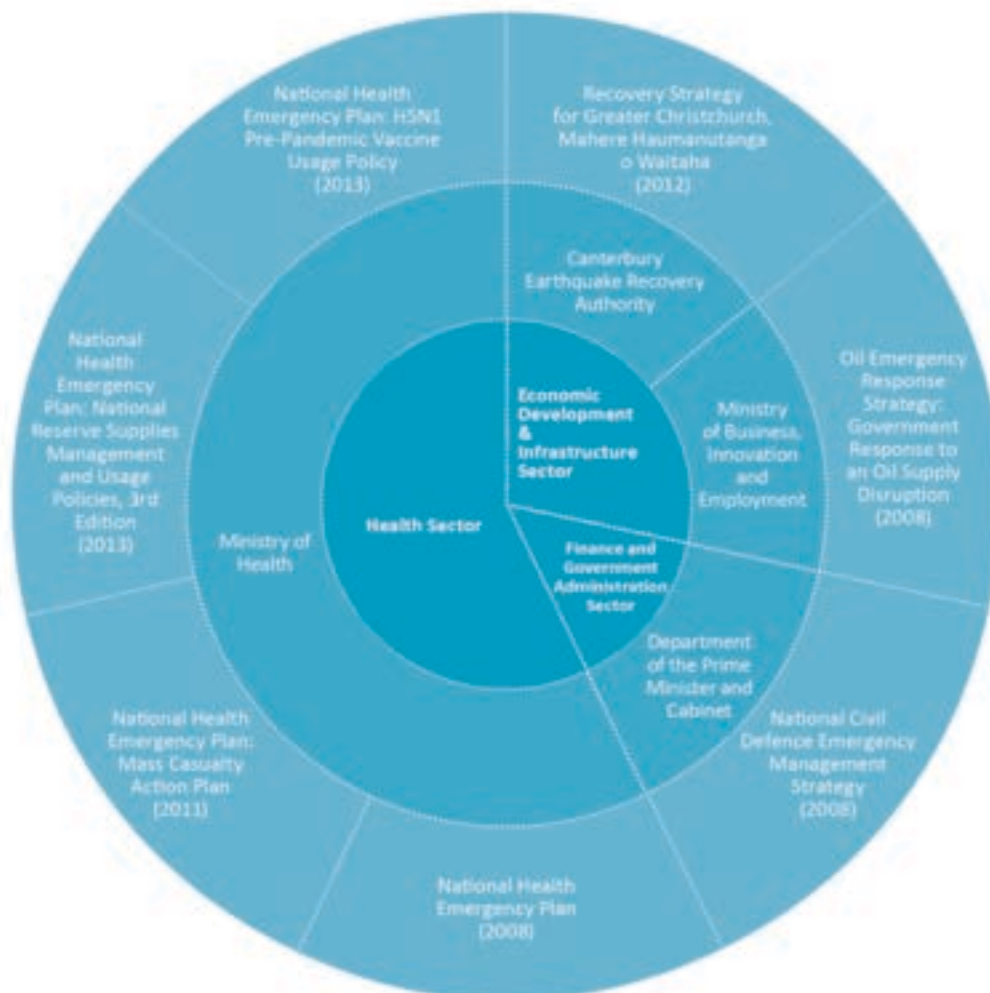 National Health
Emergency Plan: H5N1
Pre-Pandemic Vaccine
Usage Policy
(2013)
Recovery Strategy
for Greater Christchurch,
Mahere Haumanutanga
o Waitaha
(2012)
Canterbury
Earthquake Recovery
Authority
National
Health
Emergency
Plan: National
Reserve Supplies
Management
and Usage
Policies, 3rd
Edition
(2013)
Oil Emergency
Response
Strategy:
Government
Response to
an Oil Supply
Disruption
(2008)
Economic
Development
&
Infrastructure
Sector
Ministry
of Business,
Innovation
and
Employment
Health Sector
Ministry of
Health
Finance and
Government
Administration
Sector
Department
of the Prime
Minister and
Cabinet
National Health
Emergency Plan:
Mass Casualty
Action Plan
(2011)
National Civil
Defence Emergency
Management
Strategy
(2008)
National Health
Emergency Plan
(2008)